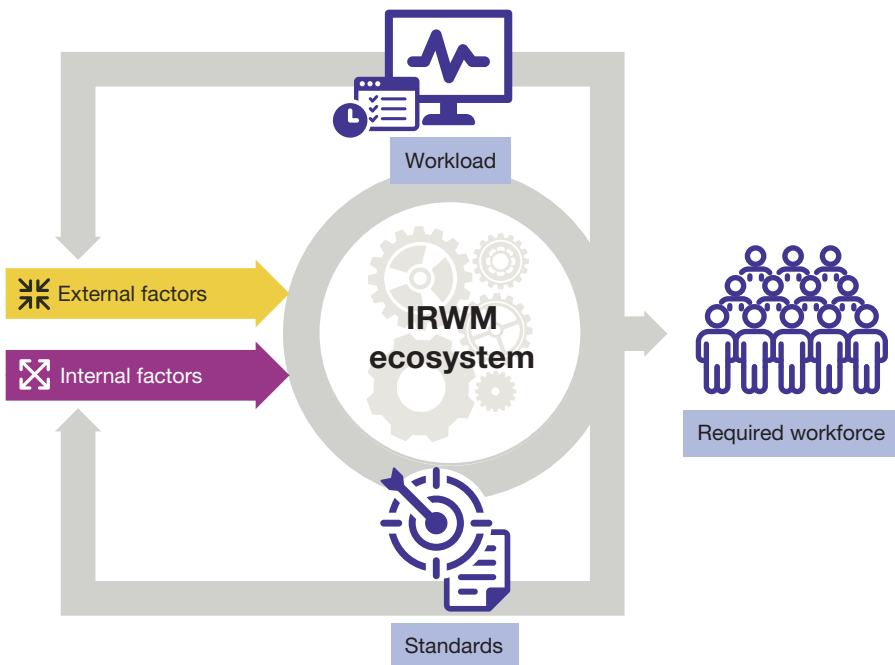 Workload
External factors
IRWM
ecosystem
Internal factors
Required workforce
Standards